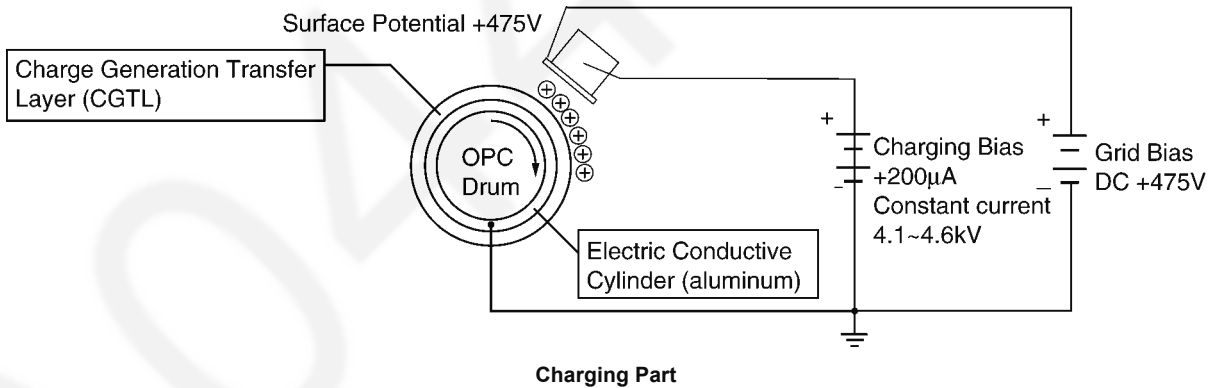 Surface Potential +475V
Charge Generation Transfer
Layer (CGTL)
OPC
Drum
Electric Conductive
Cylinder (aluminum)
+
-
Charging Bias
+200μA
Constant current
4.1~4.6kV
+
-
Grid Bias
DC +475V
Charging Part